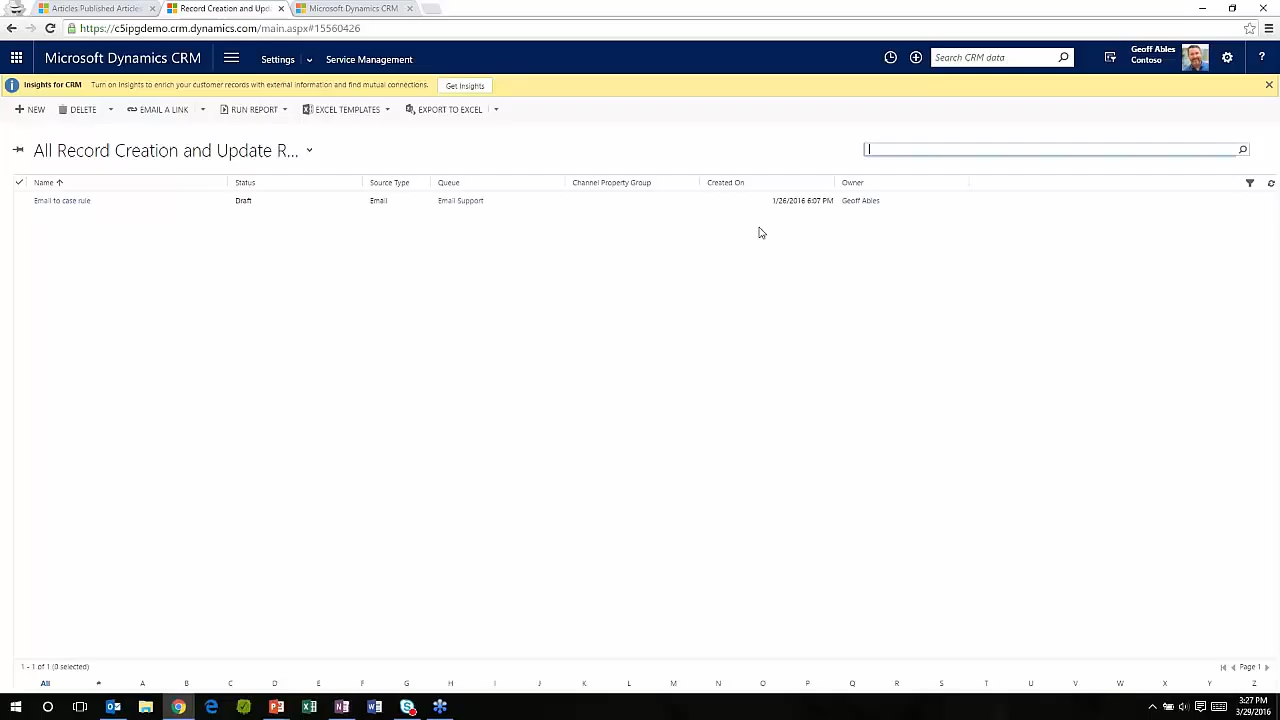 Articles Published Articles
Record Creation and Upd
Microsoft Dynamics CRM
https://c5ipgdemo.crm.dynamics.com/main.aspx#15560426
Microsoft Dynamics CRM
Settings
Service Management
Search CRM data
Geoff Ables
Contoso
?
Insights for CRM Turn on Insights to enrich your customer records with external information and find mutual connections. Get Insights
+ NEW DELETE EMAIL A LINK RUN REPORT EXCEL TEMPLATES EXPORT TO EXCEL
All Record Creation and Update R...
Name Status Source Type Queue Channel Property Group Created On Owner
Email to case rule Draft Email Email Support 1/26/2016 6:07 PM Geoff Ables
1 - 1 of 1 (0 selected) Page 1
All # A B C D E F G H I J K L M N O P Q R S T U V W X Y Z
3:27 PM
3/29/2016